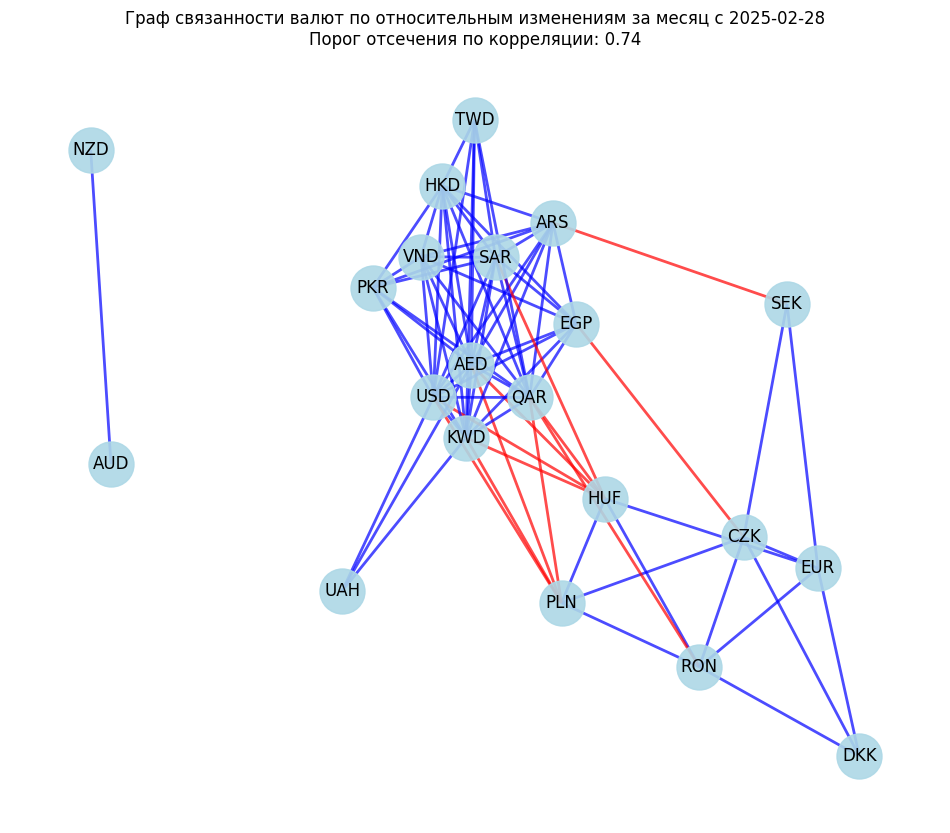 Граф связанности валют по относительным изменениям за месяц с 2025-02-28
Порог отсечения по корреляции: 0.74
TWD
NZD
HKD
ARS
VND
SAR
PKR
SEK
EGP
AED
USD
QAR
KWD
AUD
HUF
CZK
EUR
UAH
PLN
RON
DKK